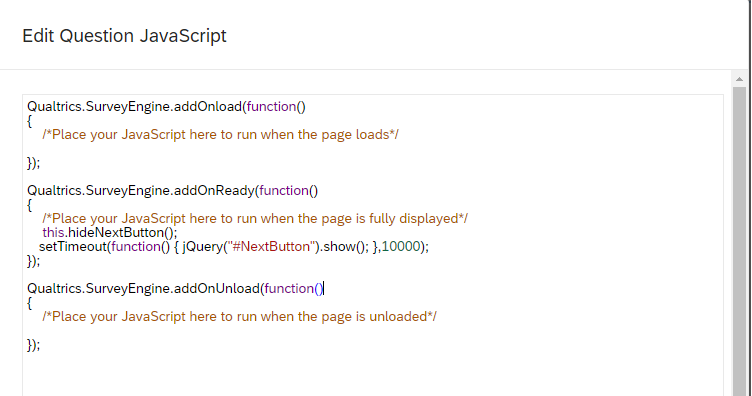 Edit Question JavaScript
Qualtrics.SurveyEngine.addOnload(function()
{
/*Place your JavaScript here to run when the page loads*/
});
Qualtrics.SurveyEngine.addOnReady(function()
{
/*Place your JavaScript here to run when the page is fully displayed*/
this.hideNextButton();
setTimeout(function() { jQuery("#NextButton").show(); },10000);
});
Qualtrics.SurveyEngine.addOnUnload(function()
{
/*Place your JavaScript here to run when the page is unloaded*/
});